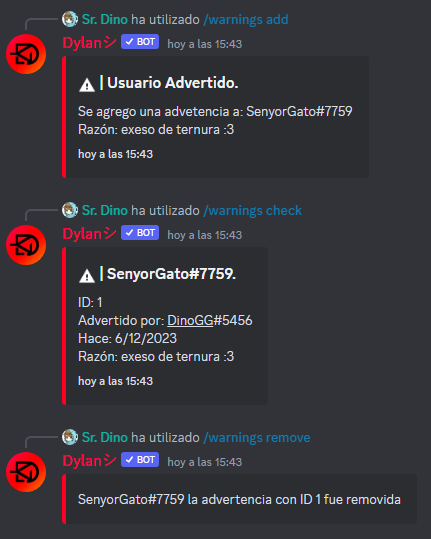 Sr. Dino ha utilizado /warnings add
Dylanシ BOT hoy a las 15:43
| Usuario Advertido.
Se agrego una advetencia a: SenyorGato#7759
Razón: exeso de ternura :3
hoy a las 15:43
Sr. Dino ha utilizado /warnings check
Dylanシ BOT hoy a las 15:43
| SenyorGato#7759.
ID: 1
Advertido por: DinoGG#5456
Hace: 6/12/2023
Razón: exeso de ternura :3
hoy a las 15:43
Sr. Dino ha utilizado /warnings remove
Dylanシ BOT hoy a las 15:43
SenyorGato#7759 la advertencia con ID 1 fue removida